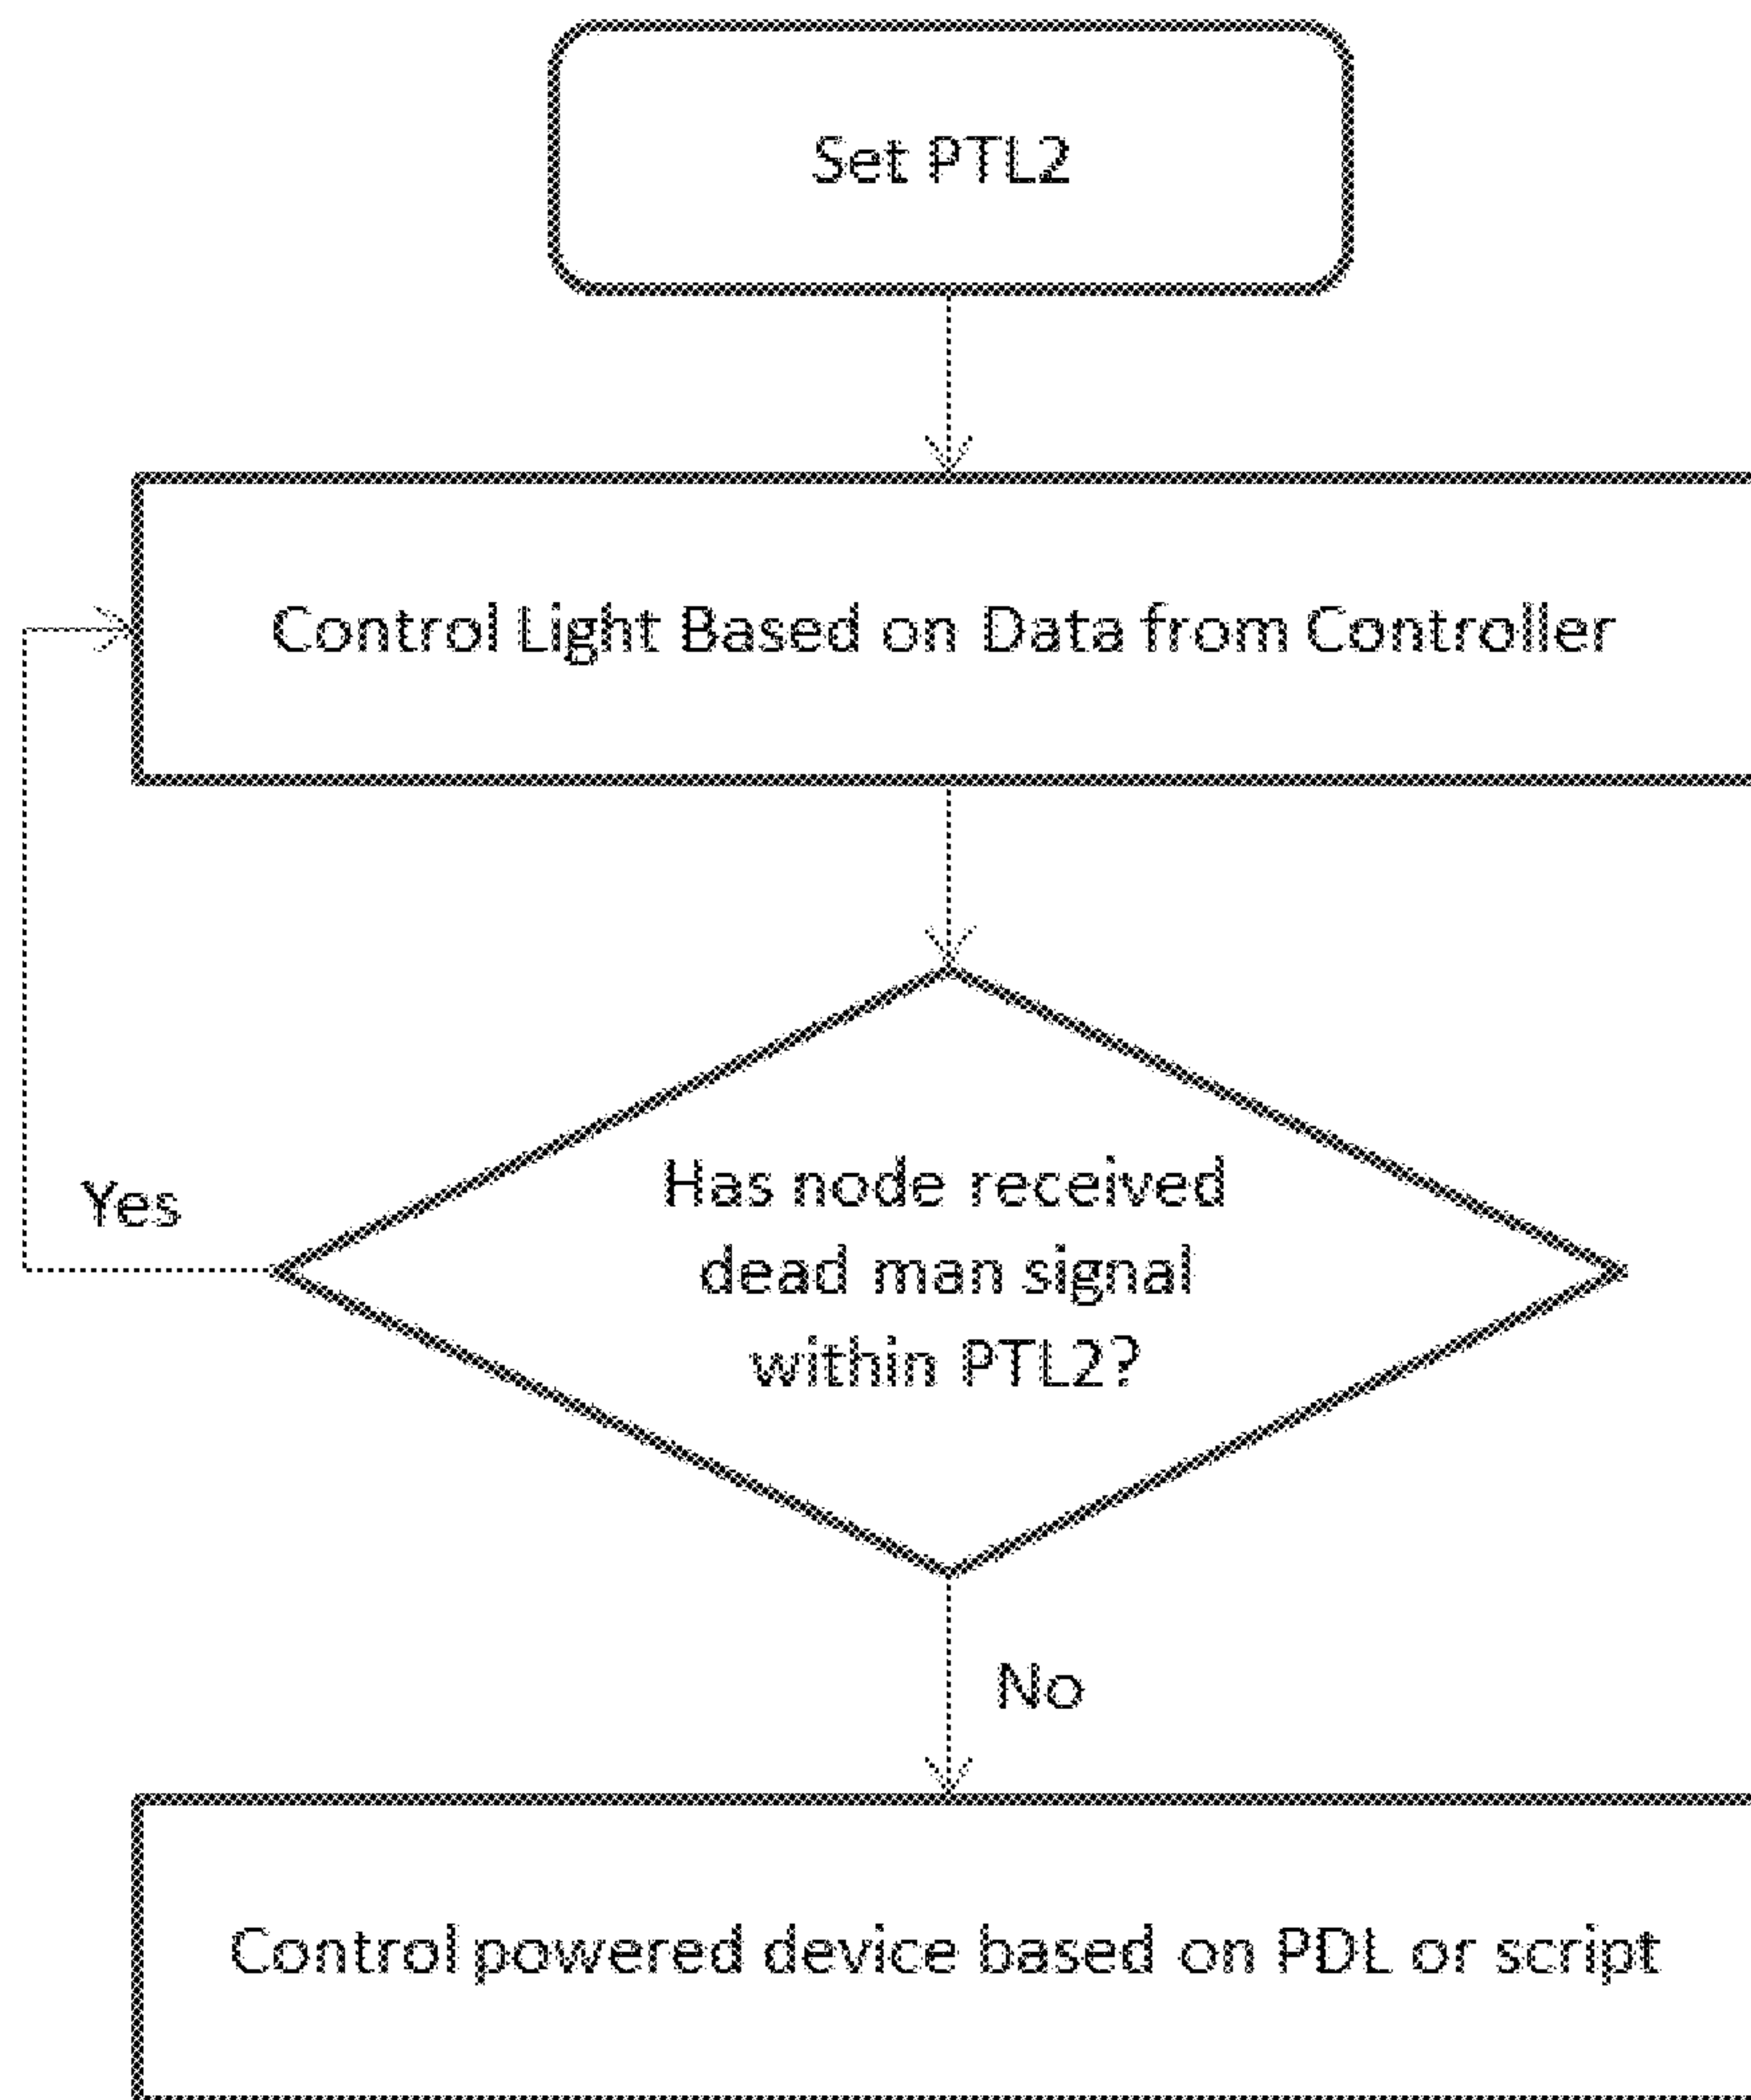 Set PTL2
Control Light Based on Data from Controller
Has node received
dead man signal
within PTL2?
Yes
No
Control powered device based on PDL or script